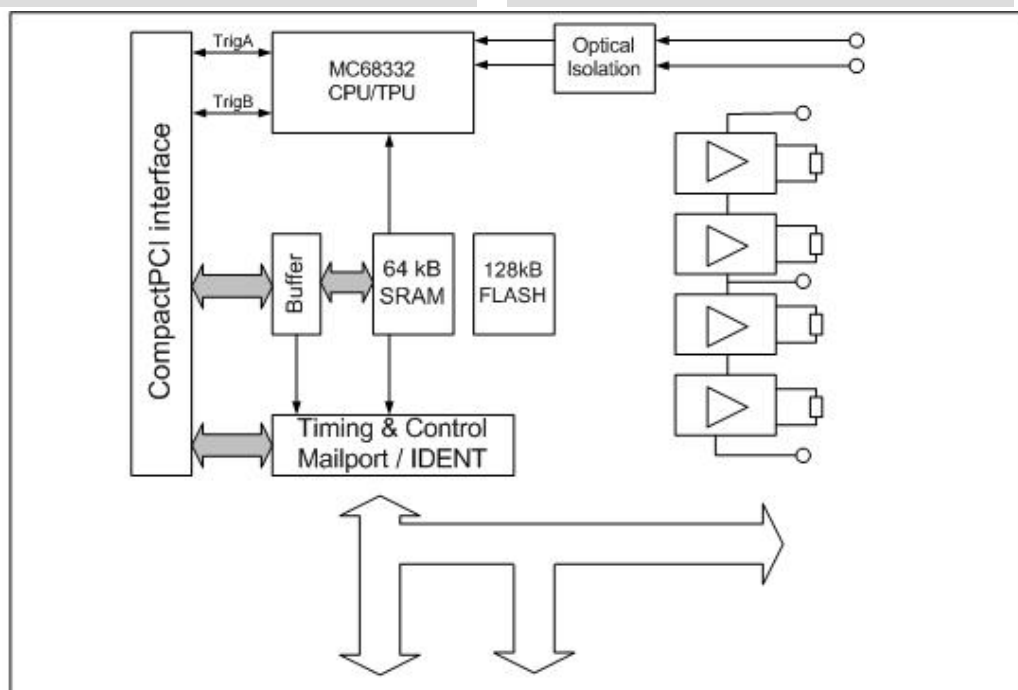 CompactPCI interface
TrigA
TrigB
MC68332
CPU/TPU
Optical
Isolation
Buffer
64 kB
SRAM
128kB
FLASH
Timing & Control
Mailport / IDENT